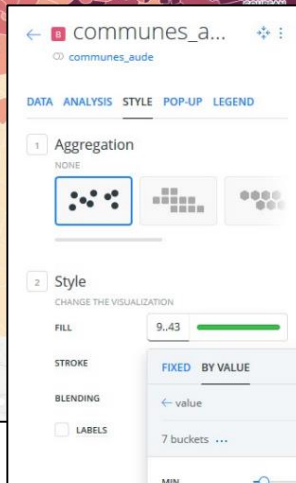 ← B communes_a...
communes_aude
DATA ANALYSIS STYLE POP-UP LEGEND
1 Aggregation
NONE
2 Style
CHANGE THE VISUALIZATION
FILL 9..43
STROKE
BLENDING
LABELS
FIXED BY VALUE
← value
7 buckets ...
MIN